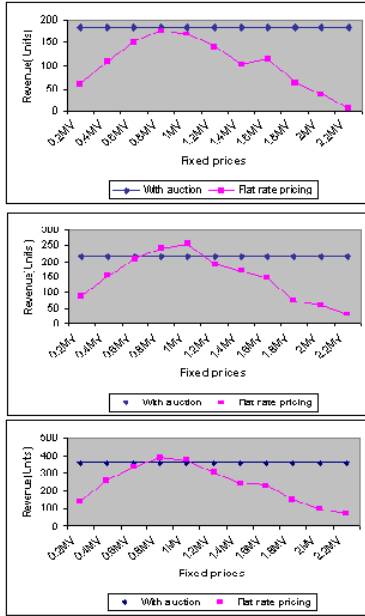 200
150
100
50
0
Revenue(Units)
0.2MV 0.4MV 0.6MV 0.8MV 1MV 1.2MV 1.4MV 1.6MV 1.8MV 2MV 2.2MV
Fixed prices
With auction Flat rate pricing
300
250
200
150
100
50
0
Revenue(Units)
0.2MV 0.4MV 0.6MV 0.8MV 1MV 1.2MV 1.4MV 1.6MV 1.8MV 2MV 2.2MV
Fixed prices
With auction Flat rate pricing
500
400
300
200
100
0
Revenue(Units)
0.2MV 0.4MV 0.6MV 0.8MV 1MV 1.2MV 1.4MV 1.6MV 1.8MV 2MV 2.2MV
Fixed prices
With auction Flat rate pricing